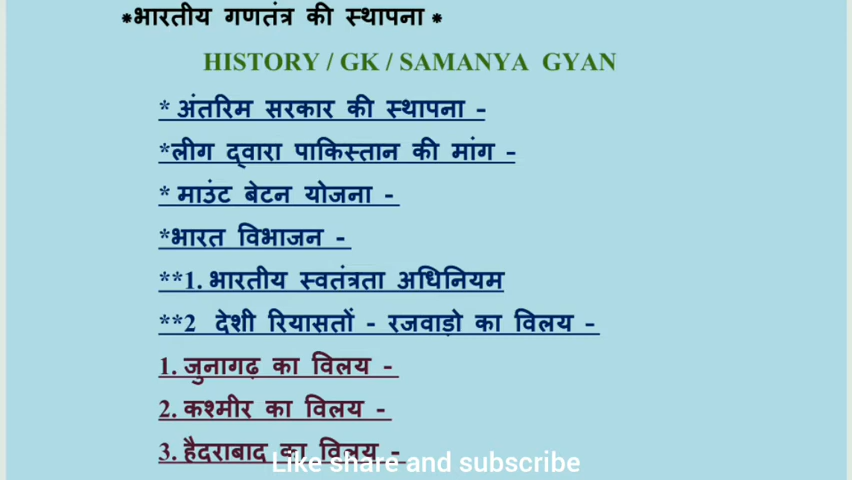 *भारतीय गणतंत्र की स्थापना*
HISTORY / GK / SAMANYA GYAN
* अंतरिम सरकार की स्थापना -
*लीग द्वारा पाकिस्तान की मांग -
* माउंट बेटन योजना -
*भारत विभाजन -
**1. भारतीय स्वतंत्रता अधिनियम
**2 देशी रियासतों - रजवाड़ो का विलय -
1. जुनागढ़ का विलय -
2. कश्मीर का विलय -
3. हैदराबाद का विलय -
Like share and subscribe